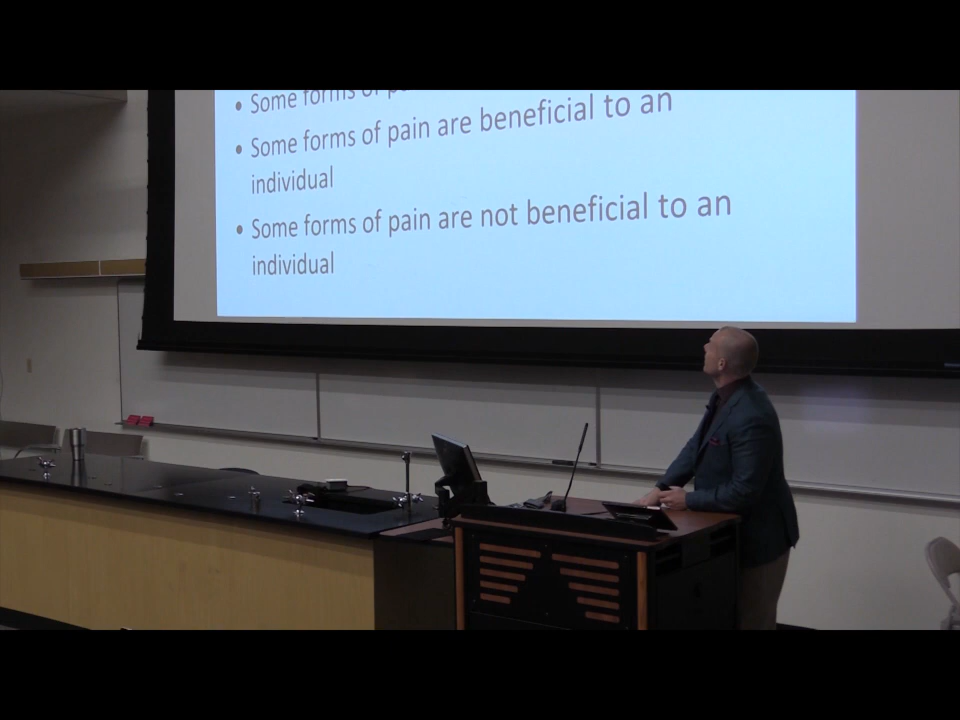 • Some forms of
• Some forms of pain are beneficial to an
individual
• Some forms of pain are not beneficial to an
individual